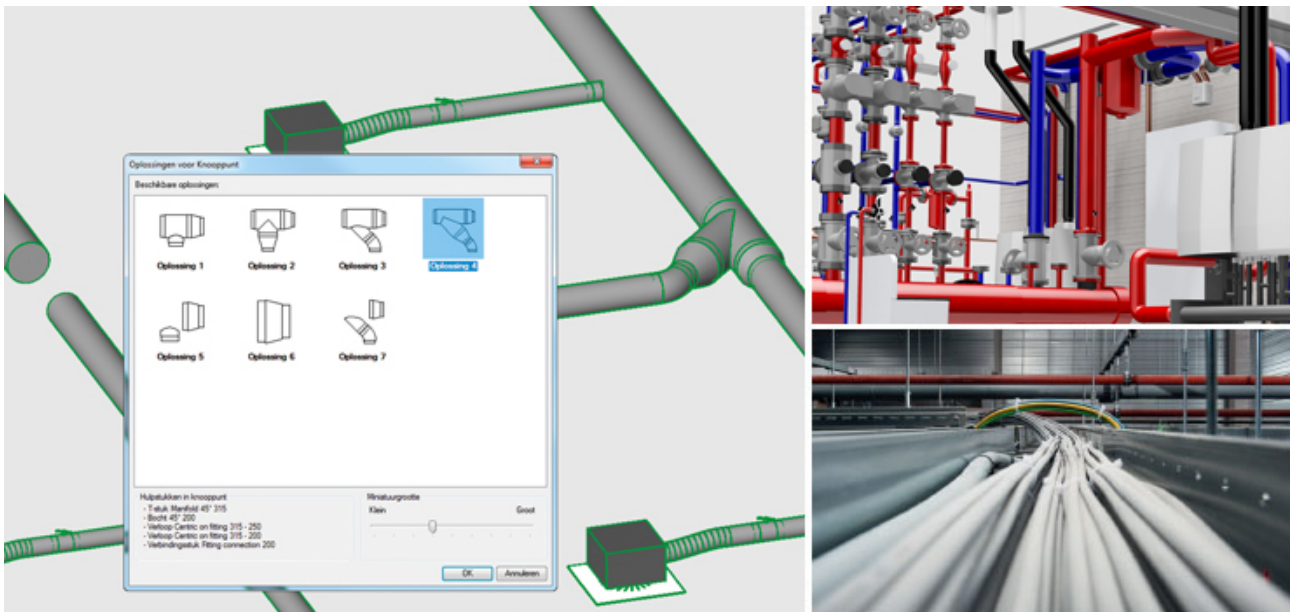 Oplossingen voor Knooppunt
Beschikbare oplossingen:
Oplossing 1
Oplossing 2
Oplossing 3
Oplossing 4
Oplossing 5
Oplossing 6
Oplossing 7
Hulpstukken in knooppunt
- T-stuk Manifold 45° 315
- Bocht 45° 200
- Verloop Centric on fitting 315 - 250
- Verloop Centric on fitting 315 - 200
- Verbindingsstuk Fitting connection 200
Miniatuurgrootte
Klein Groot
OK Annuleren